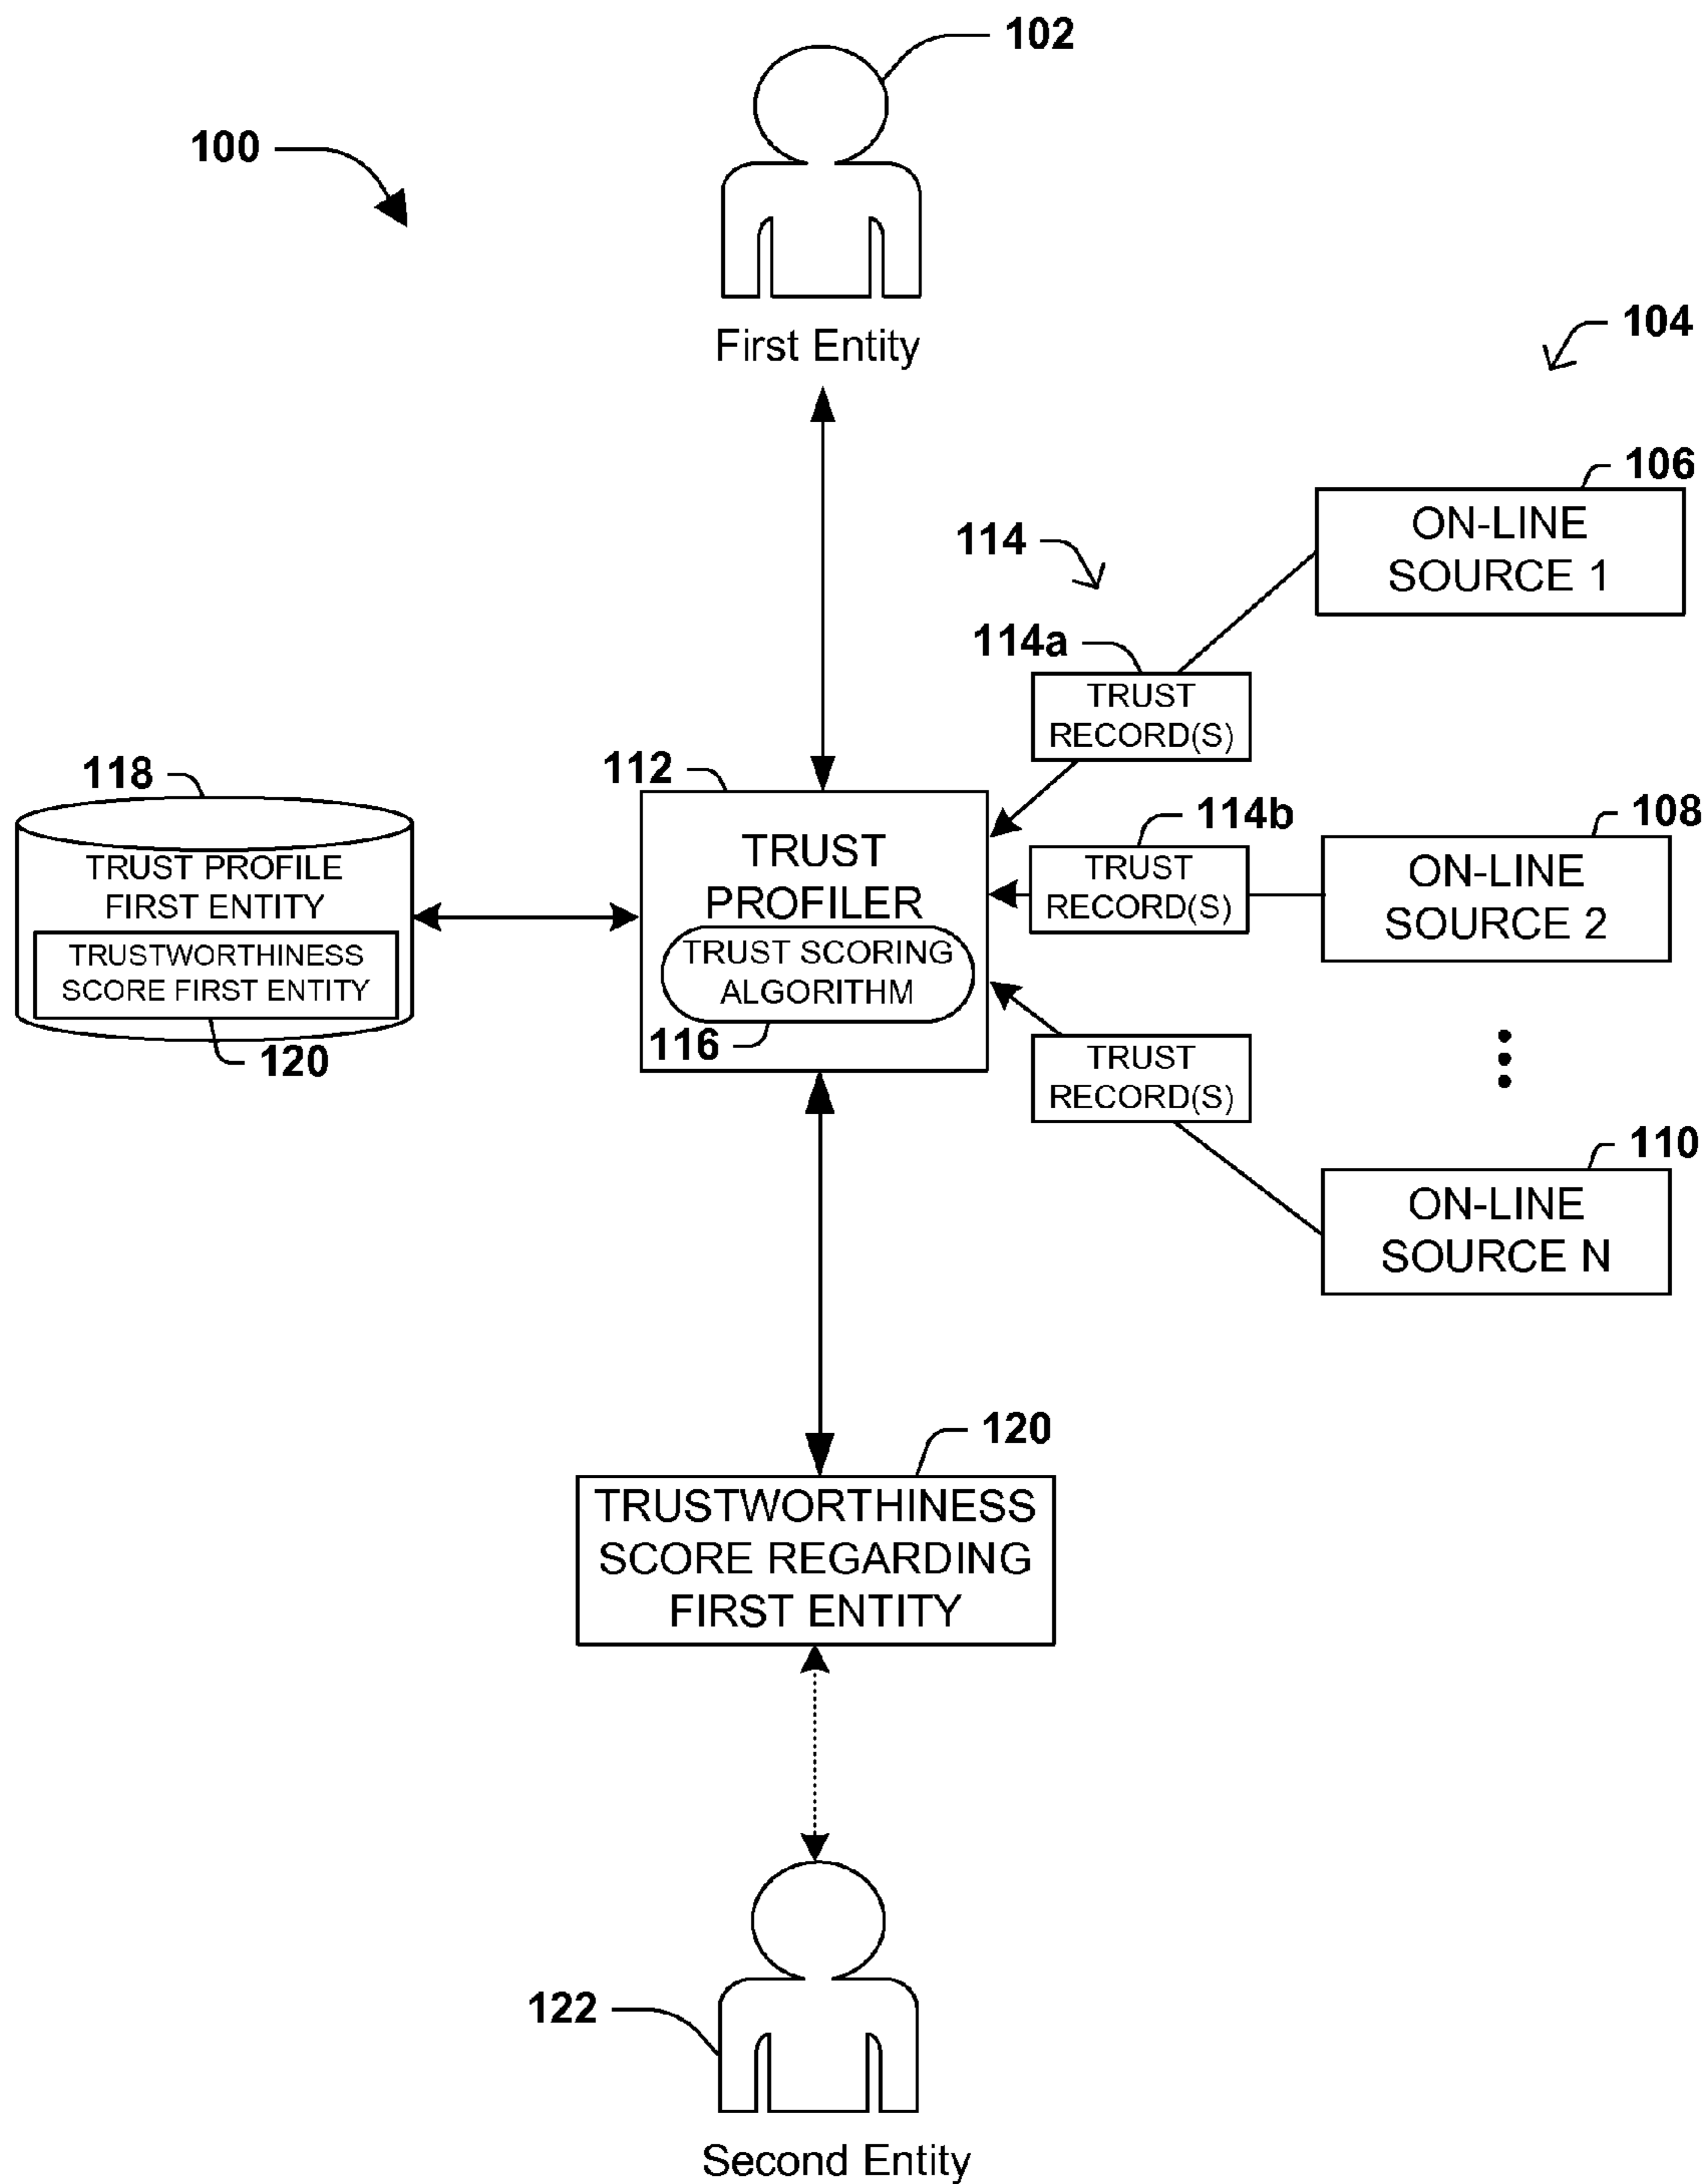 102
100
First Entity
104
106
ON-LINE
SOURCE 1
114
114a
TRUST
RECORD(S)
118
TRUST PROFILE
FIRST ENTITY
TRUSTWORTHINESS
SCORE FIRST ENTITY
120
112
TRUST
PROFILER
TRUST SCORING
ALGORITHM
116
114b
TRUST
RECORD(S)
108
ON-LINE
SOURCE 2
TRUST
RECORD(S)
110
ON-LINE
SOURCE N
120
TRUSTWORTHINESS
SCORE REGARDING
FIRST ENTITY
122
Second Entity